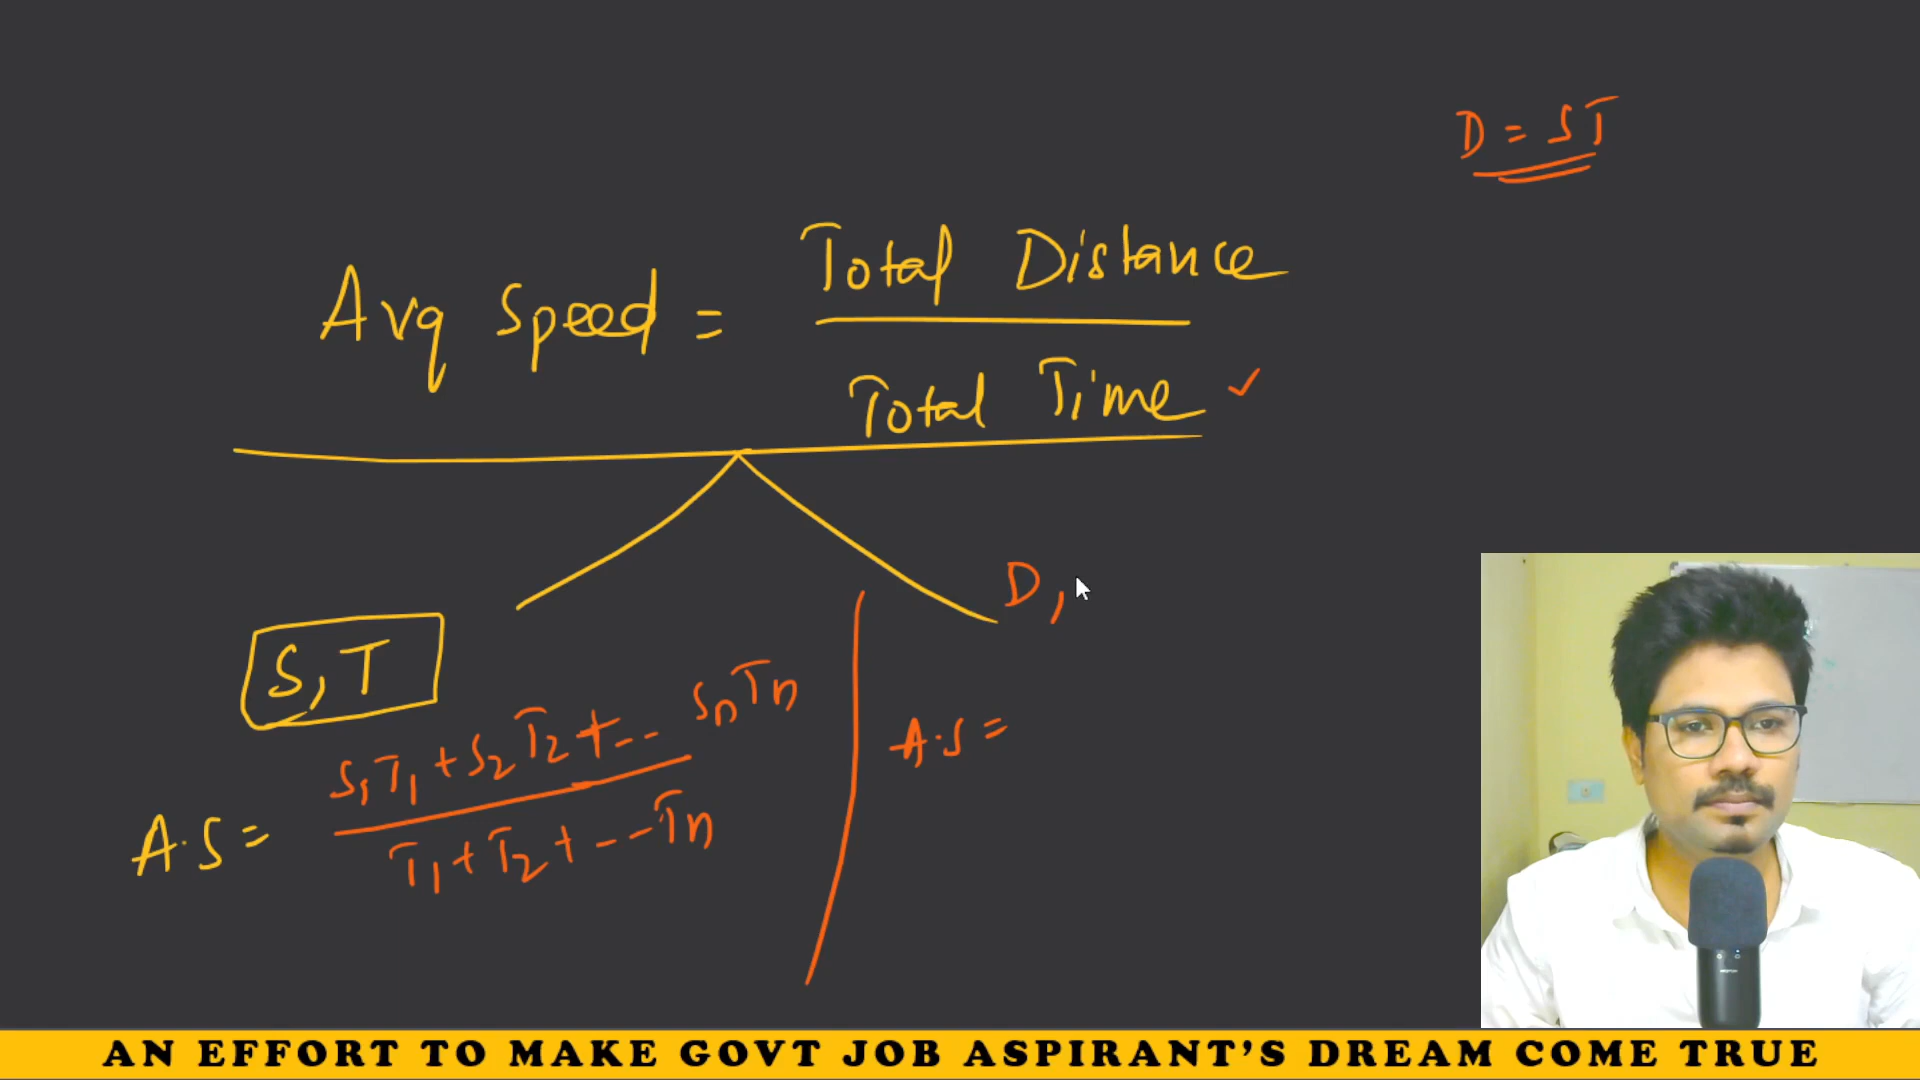 D = ST
Avg Speed = Total Distance
Total Time ✓
S, T
D,
A.S = S1T1 + S2T2 + -- SnTn
T1 + T2 + -- Tn
A.S =
AN EFFORT TO MAKE GOVT JOB ASPIRANT'S DREAM COME TRUE